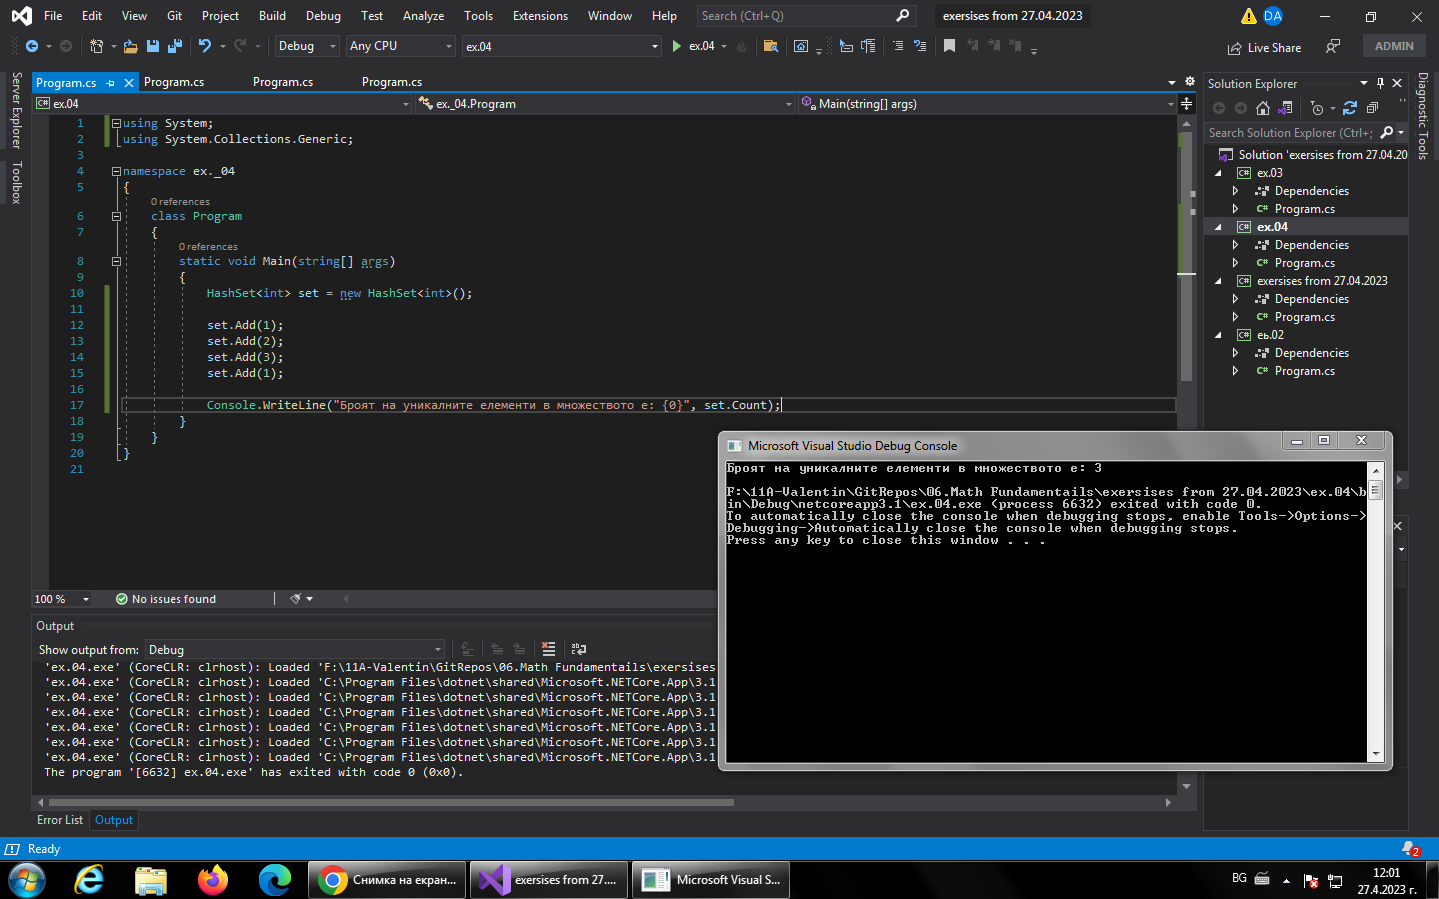 File Edit View Git Project Build Debug Test Analyze Tools Extensions Window Help Search (Ctrl+Q) exersises from 27.04.2023 DA
Debug Any CPU ex.04 ex.04 Live Share ADMIN
Server Explorer
Toolbox
Program.cs Program.cs Program.cs Program.cs
ex.04 ex._04.Program Main(string[] args)
1 using System;
2 using System.Collections.Generic;
3
4 namespace ex._04
5 {
0 references
6 class Program
7 {
0 references
8 static void Main(string[] args)
9 {
10 HashSet<int> set = new HashSet<int>();
11
12 set.Add(1);
13 set.Add(2);
14 set.Add(3);
15 set.Add(1);
16
17 Console.WriteLine("Броят на уникалните елементи в множеството е: {0}", set.Count);
18 }
19 }
20 }
21
100 % No issues found
Solution Explorer
Search Solution Explorer (Ctrl+;
Solution 'exersises from 27.04.20
ex.03
Dependencies
C# Program.cs
ex.04
Dependencies
C# Program.cs
exersises from 27.04.2023
Dependencies
C# Program.cs
еь.02
Dependencies
C# Program.cs
Diagnostic Tools
Microsoft Visual Studio Debug Console
Броят на уникалните елементи в множеството е: 3
F:\11A-Valentin\GitRepos\06.Math Fundamentails\exersises from 27.04.2023\ex.04\b
in\Debug\netcoreapp3.1\ex.04.exe (process 6632) exited with code 0.
To automatically close the console when debugging stops, enable Tools->Options->
Debugging->Automatically close the console when debugging stops.
Press any key to close this window . . .
Output
Show output from: Debug
'ex.04.exe' (CoreCLR: clrhost): Loaded 'F:\11A-Valentin\GitRepos\06.Math Fundamentails\exersises
'ex.04.exe' (CoreCLR: clrhost): Loaded 'C:\Program Files\dotnet\shared\Microsoft.NETCore.App\3.1
'ex.04.exe' (CoreCLR: clrhost): Loaded 'C:\Program Files\dotnet\shared\Microsoft.NETCore.App\3.1
'ex.04.exe' (CoreCLR: clrhost): Loaded 'C:\Program Files\dotnet\shared\Microsoft.NETCore.App\3.1
'ex.04.exe' (CoreCLR: clrhost): Loaded 'C:\Program Files\dotnet\shared\Microsoft.NETCore.App\3.1
'ex.04.exe' (CoreCLR: clrhost): Loaded 'C:\Program Files\dotnet\shared\Microsoft.NETCore.App\3.1
'ex.04.exe' (CoreCLR: clrhost): Loaded 'C:\Program Files\dotnet\shared\Microsoft.NETCore.App\3.1
The program '[6632] ex.04.exe' has exited with code 0 (0x0).
Error List Output
Ready 2
Снимка на екран... exersises from 27.... Microsoft Visual S... BG 12:01
27.4.2023 г.